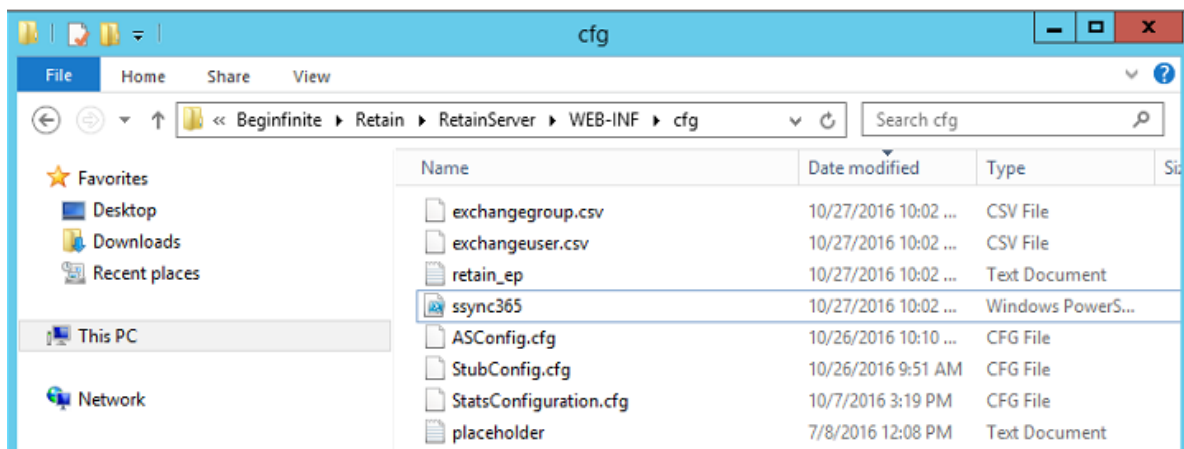 cfg
File Home Share View
« Beginfinite Retain RetainServer WEB-INF cfg Search cfg
Name Date modified Type Siz
Favorites
Desktop
Downloads
Recent places
This PC
Network
exchangegroup.csv 10/27/2016 10:02 ... CSV File
exchangeuser.csv 10/27/2016 10:02 ... CSV File
retain_ep 10/27/2016 10:02 ... Text Document
ssync365 10/27/2016 10:02 ... Windows PowerS...
ASConfig.cfg 10/26/2016 10:10 ... CFG File
StubConfig.cfg 10/26/2016 9:51 AM CFG File
StatsConfiguration.cfg 10/7/2016 3:19 PM CFG File
placeholder 7/8/2016 12:08 PM Text Document